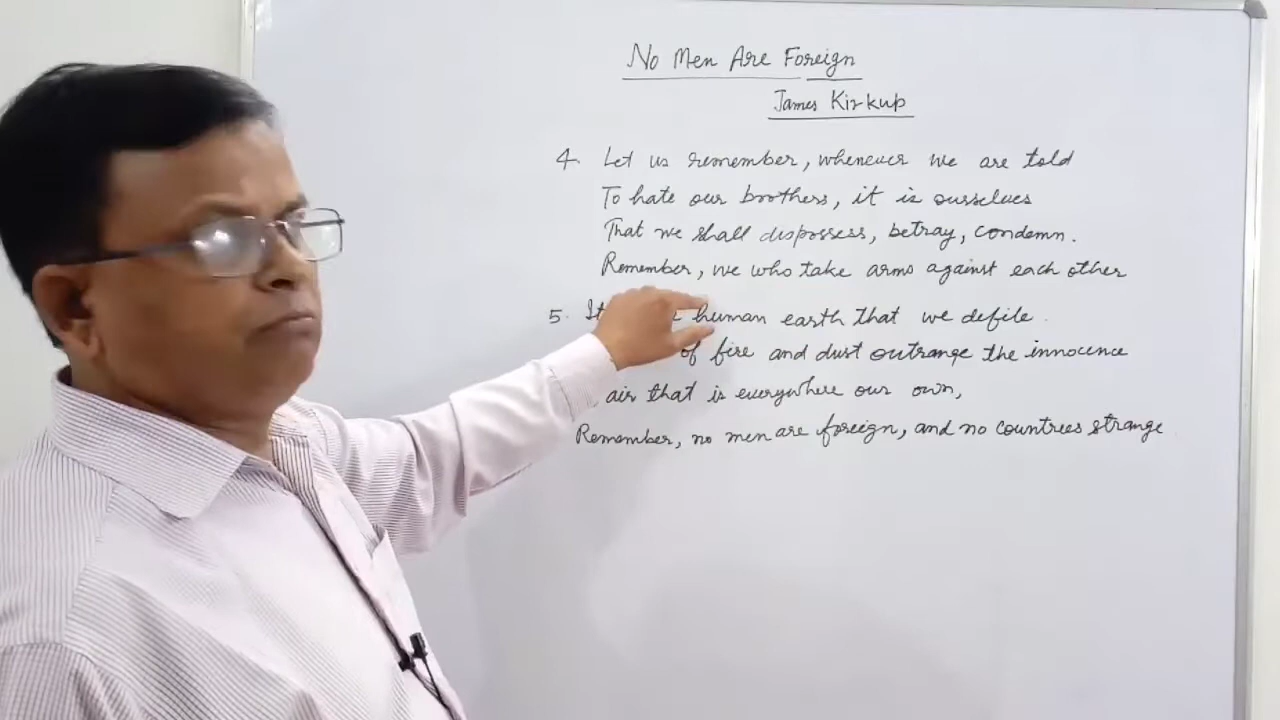 No Men Are Foreign
James Kirkup
4. Let us remember, whenever we are told
To hate our brothers, it is ourselves
That we shall dispossess, betray, condemn.
Remember, we who take arms against each other
5. It human earth that we defile.
of fire and dust outrange the innocence
air that is everywhere our own,
Remember, no men are foreign, and no countrees strange